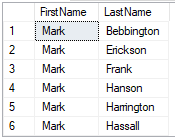 FirstName LastName
1 Mark Bebbington
2 Mark Erickson
3 Mark Frank
4 Mark Hanson
5 Mark Harrington
6 Mark Hassall